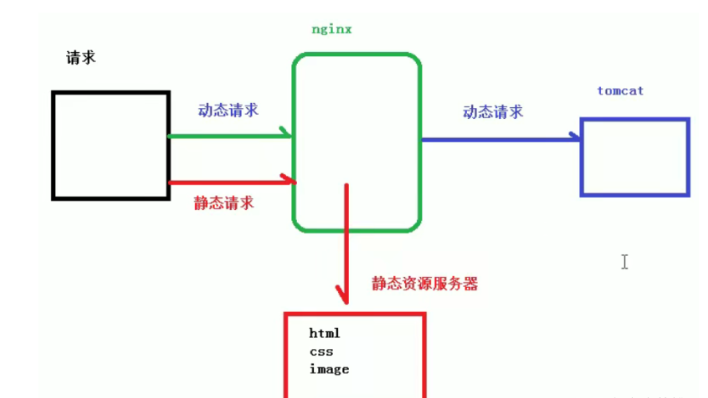 nginx
请求
tomcat
动态请求
动态请求
静态请求
静态资源服务器
html
css
image